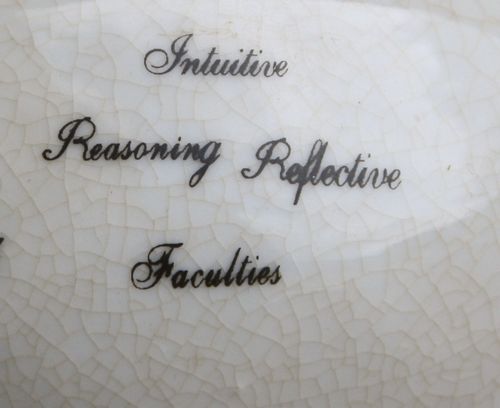 Intuitive
Reasoning Reflective
Faculties